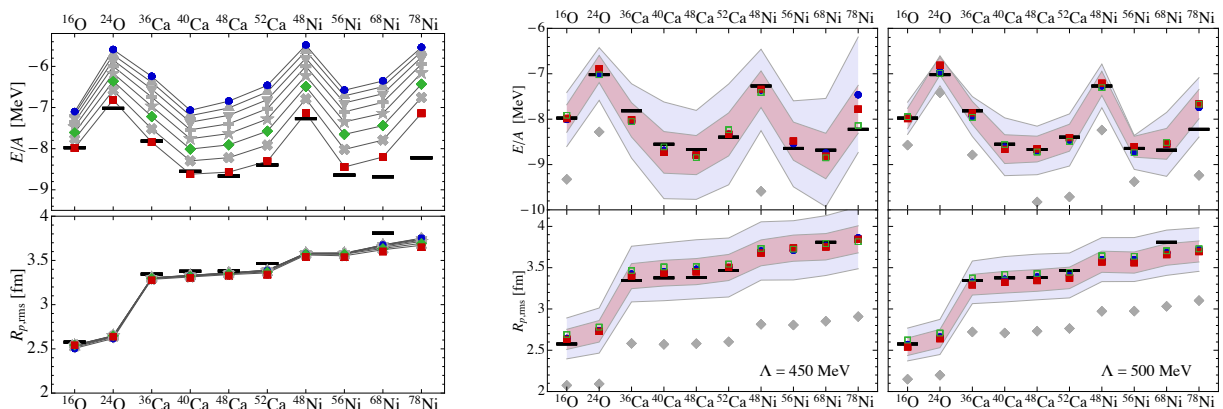 ¹⁶O ²⁴O ³⁶Ca ⁴⁰Ca ⁴⁸Ca ⁵²Ca ⁴⁸Ni ⁵⁶Ni ⁶⁸Ni ⁷⁸Ni
−6
−7
−8
−9
E/A [MeV]
4
3.5
3
2.5
2
R_{p,rms} [fm]
¹⁶O ²⁴O ³⁶Ca ⁴⁰Ca ⁴⁸Ca ⁵²Ca ⁴⁸Ni ⁵⁶Ni ⁶⁸Ni ⁷⁸Ni
¹⁶O ²⁴O ³⁶Ca ⁴⁰Ca ⁴⁸Ca ⁵²Ca ⁴⁸Ni ⁵⁶Ni ⁶⁸Ni ⁷⁸Ni
−6
−7
−8
−9
−10
E/A [MeV]
4
3.5
3
2.5
2
R_{p,rms} [fm]
Λ = 450 MeV
¹⁶O ²⁴O ³⁶Ca ⁴⁰Ca ⁴⁸Ca ⁵²Ca ⁴⁸Ni ⁵⁶Ni ⁶⁸Ni ⁷⁸Ni
¹⁶O ²⁴O ³⁶Ca ⁴⁰Ca ⁴⁸Ca ⁵²Ca ⁴⁸Ni ⁵⁶Ni ⁶⁸Ni ⁷⁸Ni
Λ = 500 MeV
¹⁶O ²⁴O ³⁶Ca ⁴⁰Ca ⁴⁸Ca ⁵²Ca ⁴⁸Ni ⁵⁶Ni ⁶⁸Ni ⁷⁸Ni